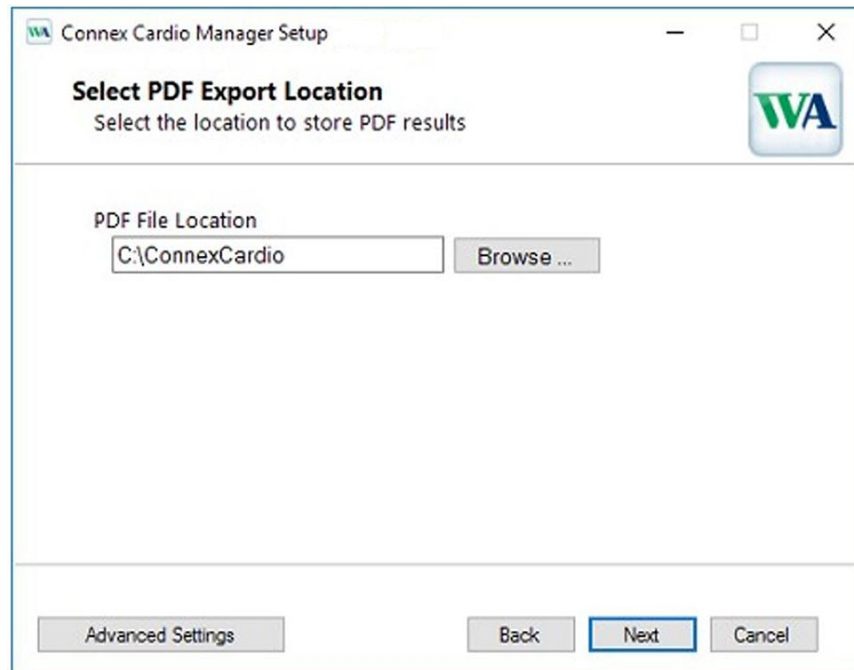 WA Connex Cardio Manager Setup
Select PDF Export Location
Select the location to store PDF results
WA
PDF File Location
C:\ConnexCardio Browse ...
Advanced Settings Back Next Cancel